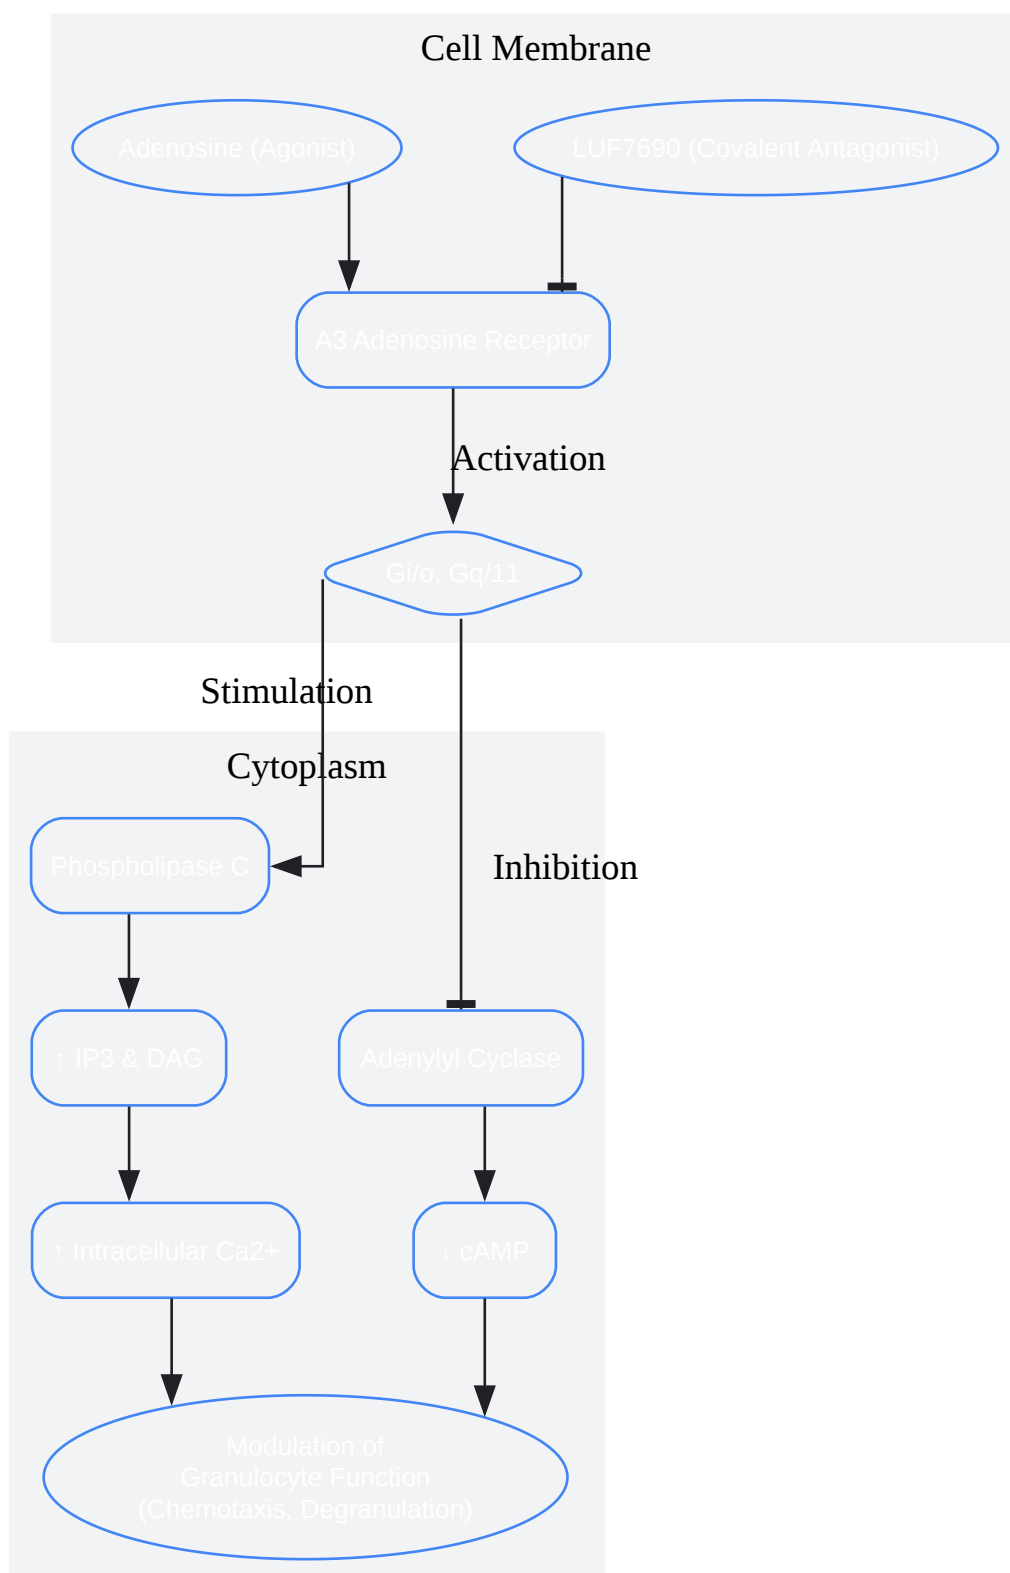 Cell Membrane
Adenosine (Agonist)
LUF7690 (Covalent Antagonist)
A3 Adenosine Receptor
Activation
Gi/o, Gq/11
Stimulation
Cytoplasm
Phospholipase C
Inhibition
↑ IP3 & DAG
Adenylyl Cyclase
↑ Intracellular Ca2+
↓ cAMP
Modulation of
Granulocyte Function
(Chemotaxis, Degranulation)